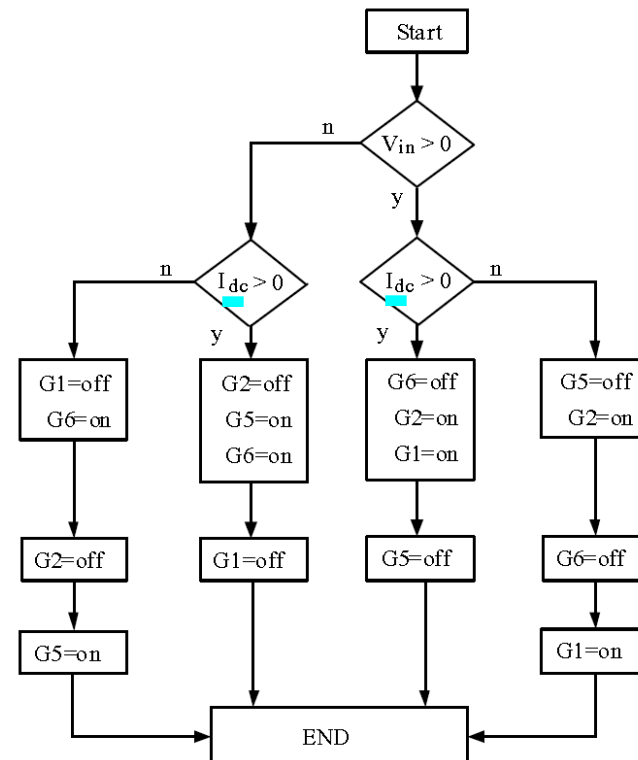 Start
n
Vin > 0
y
n
Idc > 0
y
Idc > 0
n
y
G1=off
G6=on
G2=off
G5=on
G6=on
G6=off
G2=on
G1=on
G5=off
G2=on
G2=off
G1=off
G5=off
G6=off
G5=on
G1=on
END